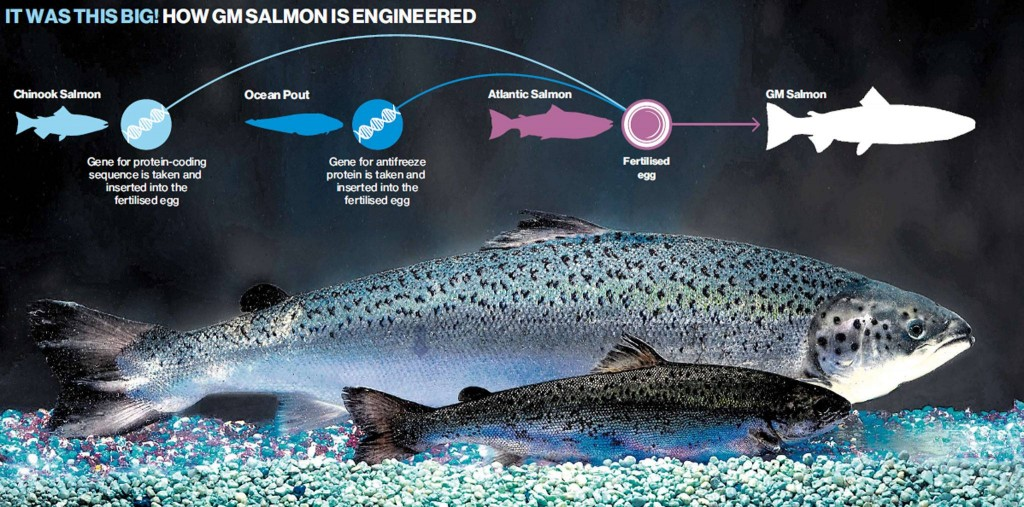 IT WAS THIS BIG! HOW GM SALMON IS ENGINEERED
Chinook Salmon
Gene for protein-coding
sequence is taken and
inserted into the
fertilised egg
Ocean Pout
Gene for antifreeze
protein is taken and
inserted into the
fertilised egg
Atlantic Salmon
Fertilised
egg
GM Salmon